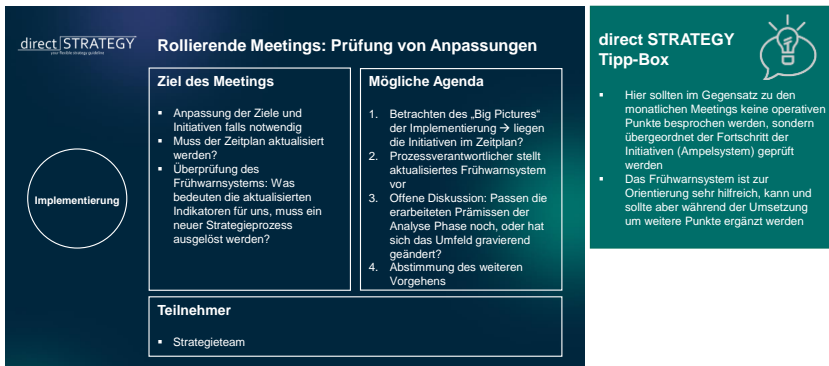 direct STRATEGY
your flexible strategy guideline
Rollierende Meetings: Prüfung von Anpassungen
Implementierung
Ziel des Meetings
▪ Anpassung der Ziele und
Initiativen falls notwendig
▪ Muss der Zeitplan aktualisiert
werden?
▪ Überprüfung des
Frühwarnsystems: Was
bedeuten die aktualisierten
Indikatoren für uns, muss ein
neuer Strategieprozess
ausgelöst werden?
Mögliche Agenda
1. Betrachten des „Big Pictures“
der Implementierung → liegen
die Initiativen im Zeitplan?
2. Prozessverantwortlicher stellt
aktualisiertes Frühwarnsystem
vor
3. Offene Diskussion: Passen die
erarbeiteten Prämissen der
Analyse Phase noch, oder hat
sich das Umfeld gravierend
geändert?
4. Abstimmung des weiteren
Vorgehens
Teilnehmer
▪ Strategieteam
direct STRATEGY
Tipp-Box
▪ Hier sollten im Gegensatz zu den
monatlichen Meetings keine operativen
Punkte besprochen werden, sondern
übergeordnet der Fortschritt der
Initiativen (Ampelsystem) geprüft
werden
▪ Das Frühwarnsystem ist zur
Orientierung sehr hilfreich, kann und
sollte aber während der Umsetzung
um weitere Punkte ergänzt werden